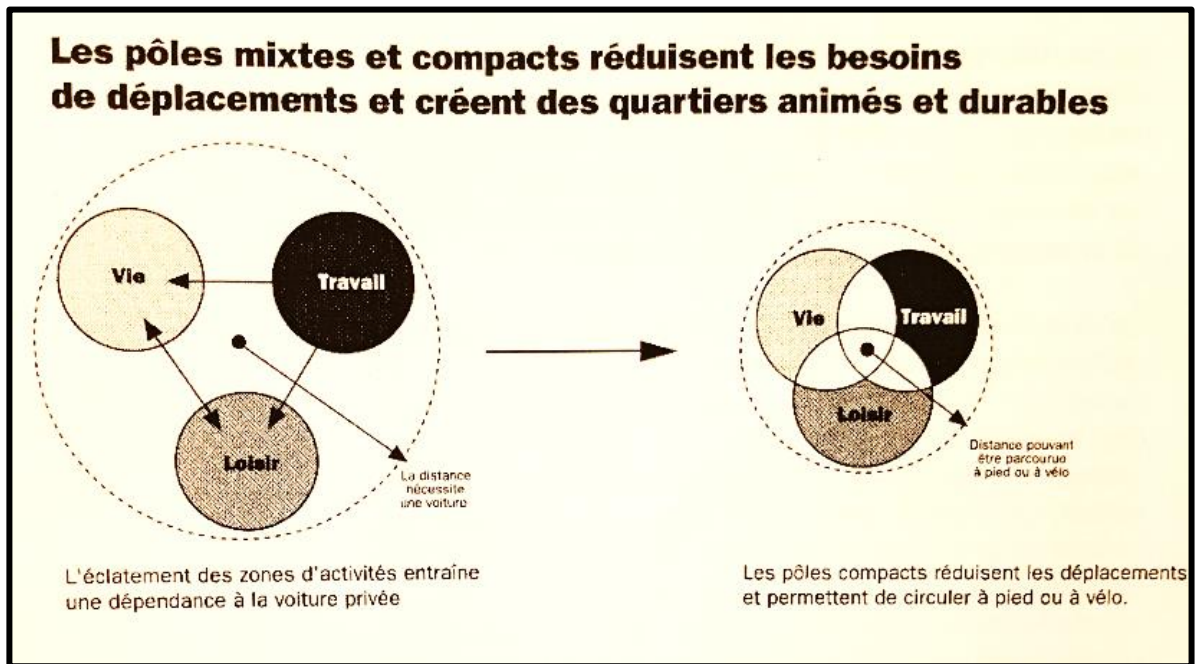 Les pôles mixtes et compacts réduisent les besoins
de déplacements et créent des quartiers animés et durables
Vie
Travail
Loisir
La distance
nécessite
une voiture
L'éclatement des zones d'activités entraîne
une dépendance à la voiture privée
Vie
Travail
Loisir
Distance pouvant
être parcourue
à pied ou à vélo
Les pôles compacts réduisent les déplacements
et permettent de circuler à pied ou à vélo.